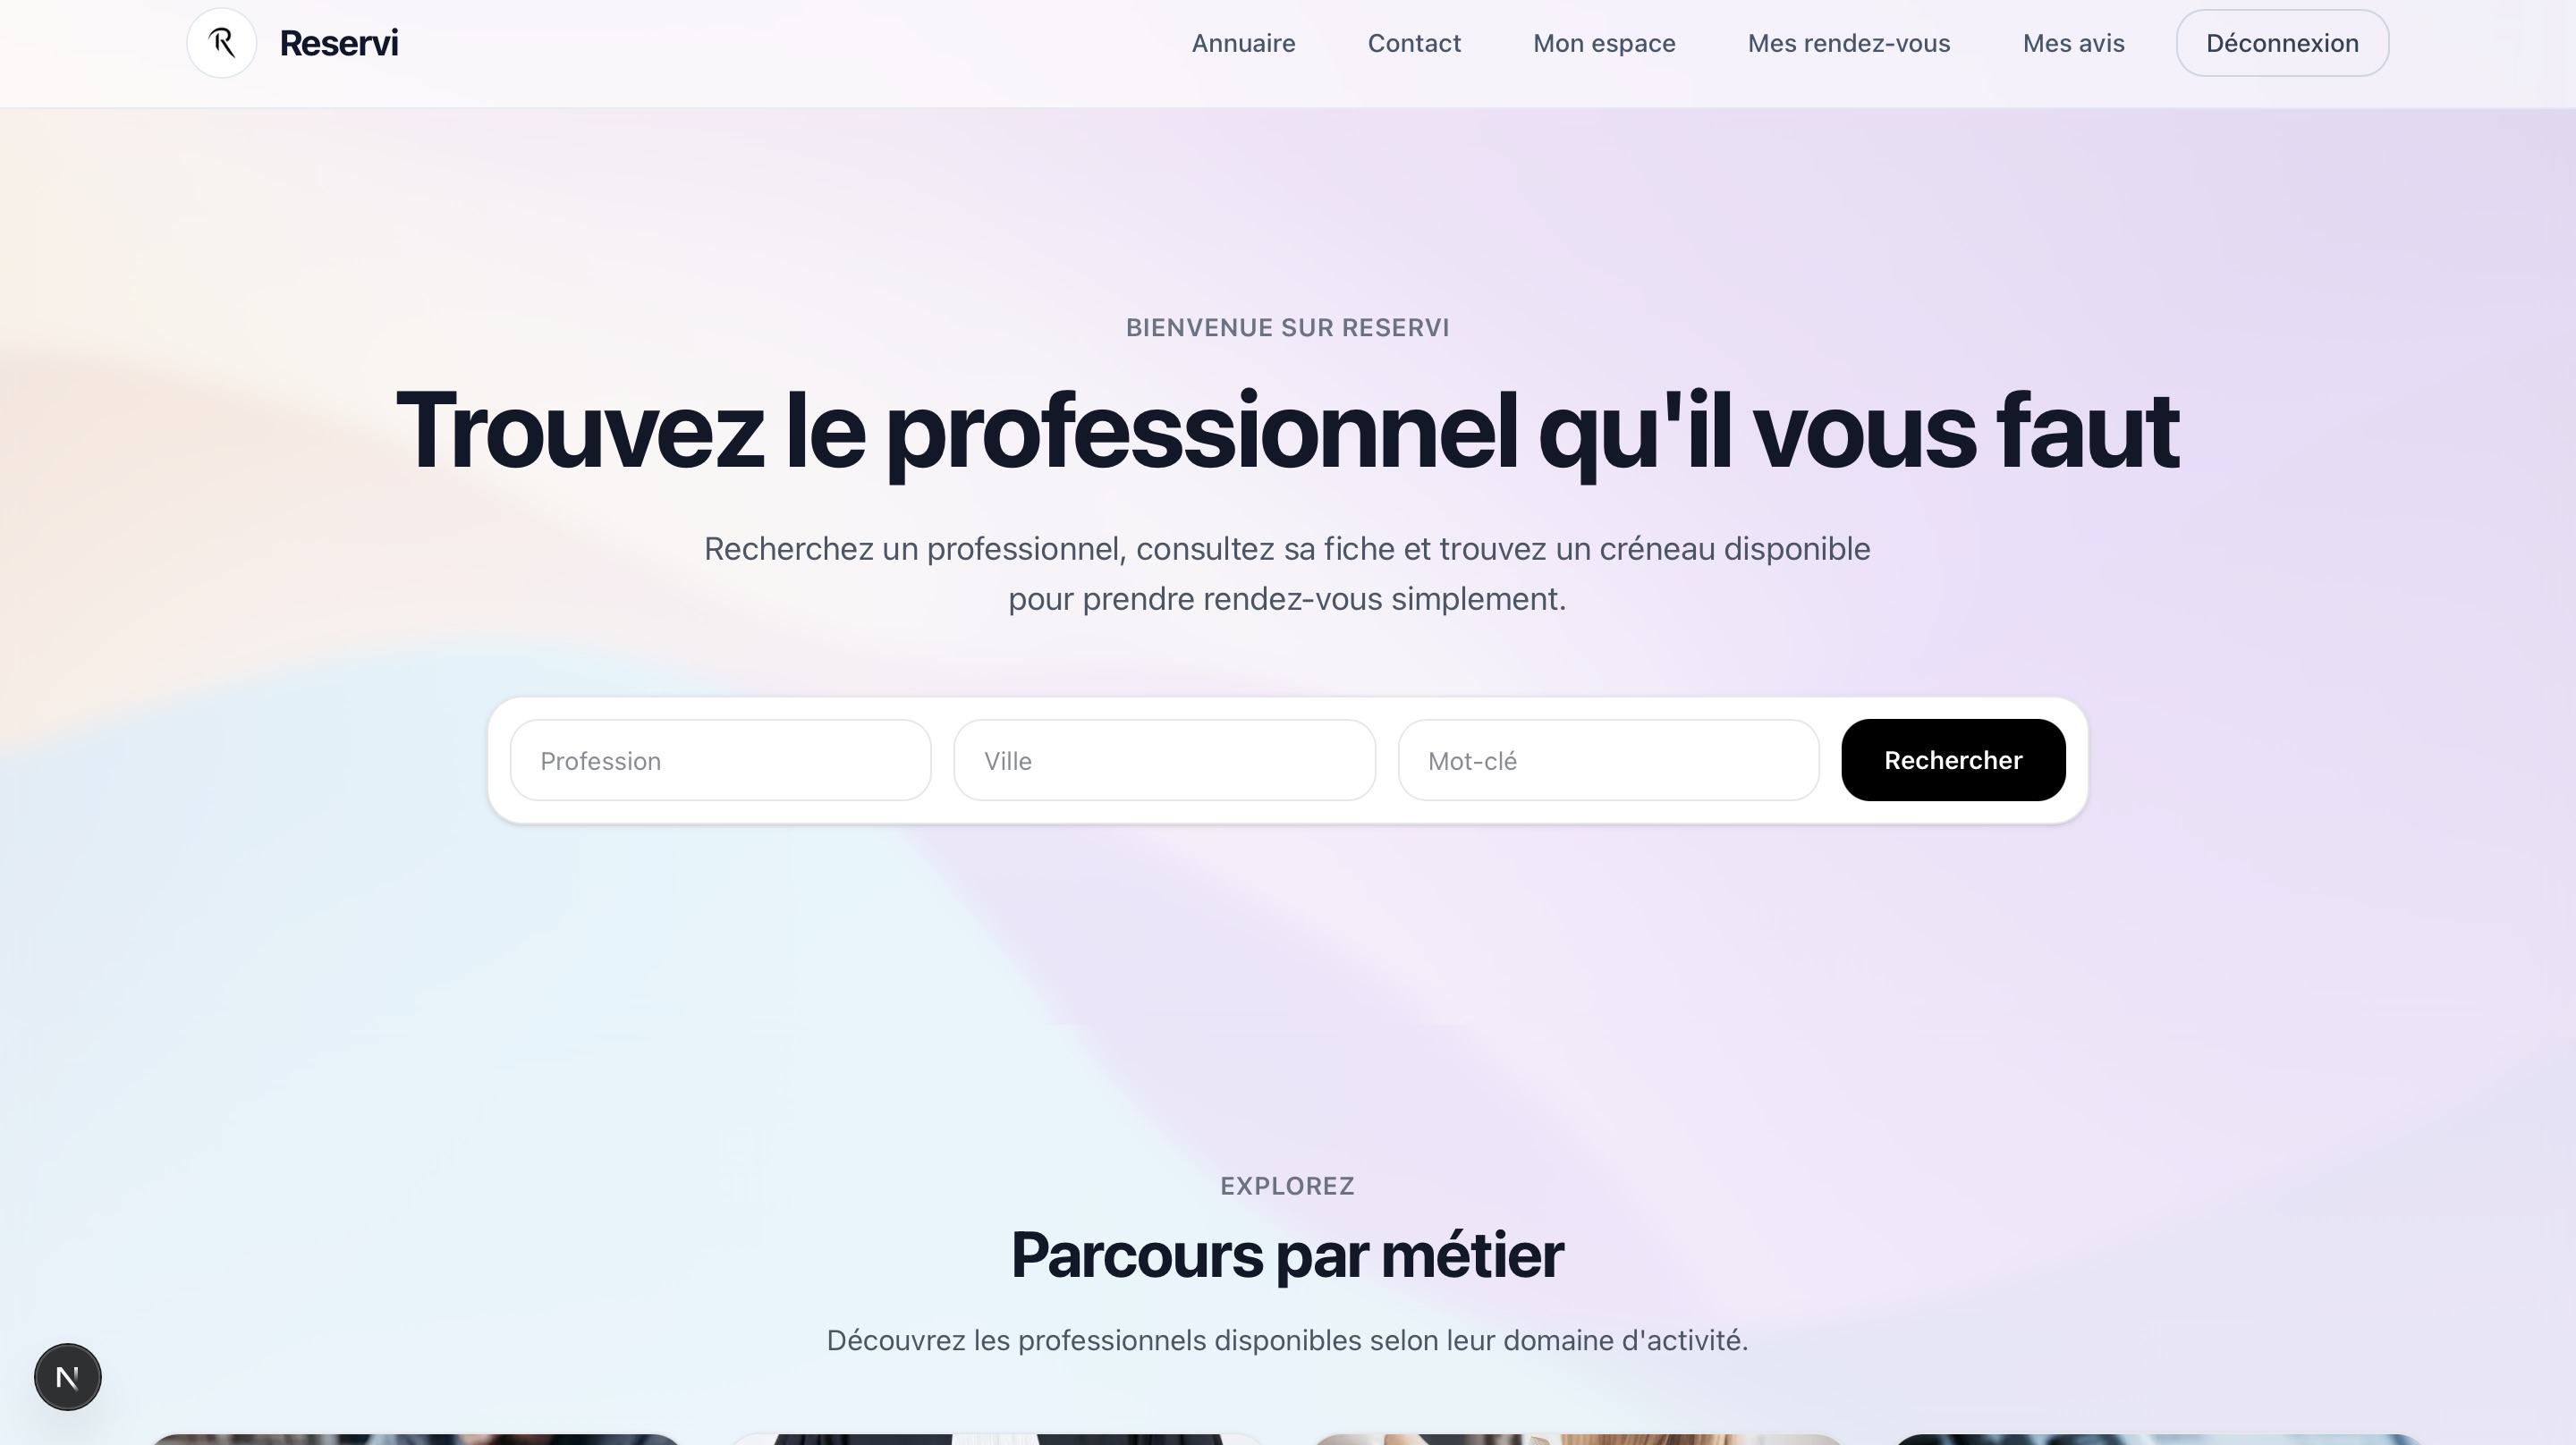 Reservi
Annuaire
Contact
Mon espace
Mes rendez-vous
Mes avis
Déconnexion
BIENVENUE SUR RESERVI
Trouvez le professionnel qu'il vous faut
Recherchez un professionnel, consultez sa fiche et trouvez un créneau disponible
pour prendre rendez-vous simplement.
Profession
Ville
Mot-clé
Rechercher
EXPLOREZ
Parcours par métier
Découvrez les professionnels disponibles selon leur domaine d'activité.
N